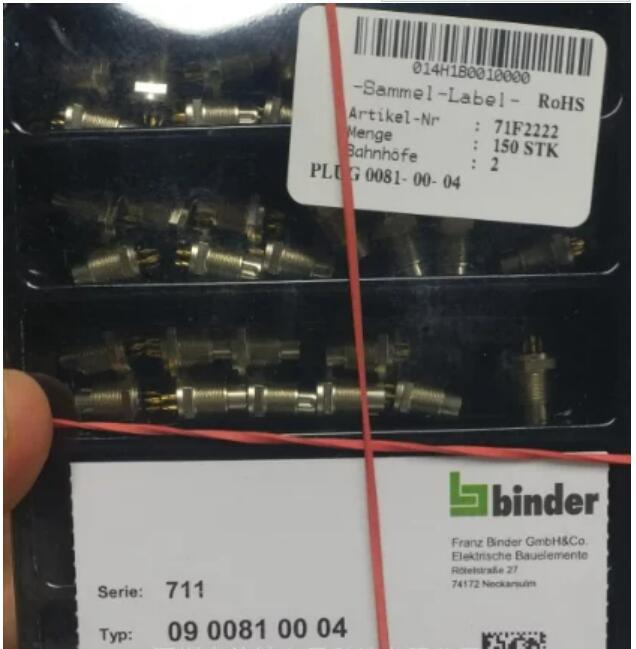 014H1B0010000
-Sammel-Label- RoHS
Artikel-Nr : 71F2222
Menge : 150 STK
Bahnhöfe : 2
PLUG 0081-00-04
binder
Franz Binder GmbH&Co.
Elektrische Bauelemente
Rötelstraße 27
74172 Neckarsulm
Serie: 711
Typ: 09 0081 00 04